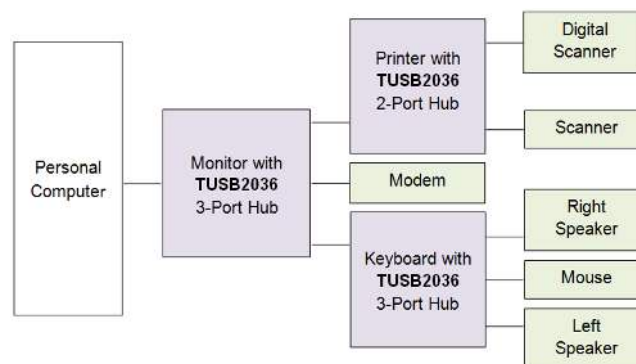 Personal
Computer
Monitor with
TUSB2036
3-Port Hub
Printer with
TUSB2036
2-Port Hub
Modem
Keyboard with
TUSB2036
3-Port Hub
Digital
Scanner
Scanner
Right
Speaker
Mouse
Left
Speaker